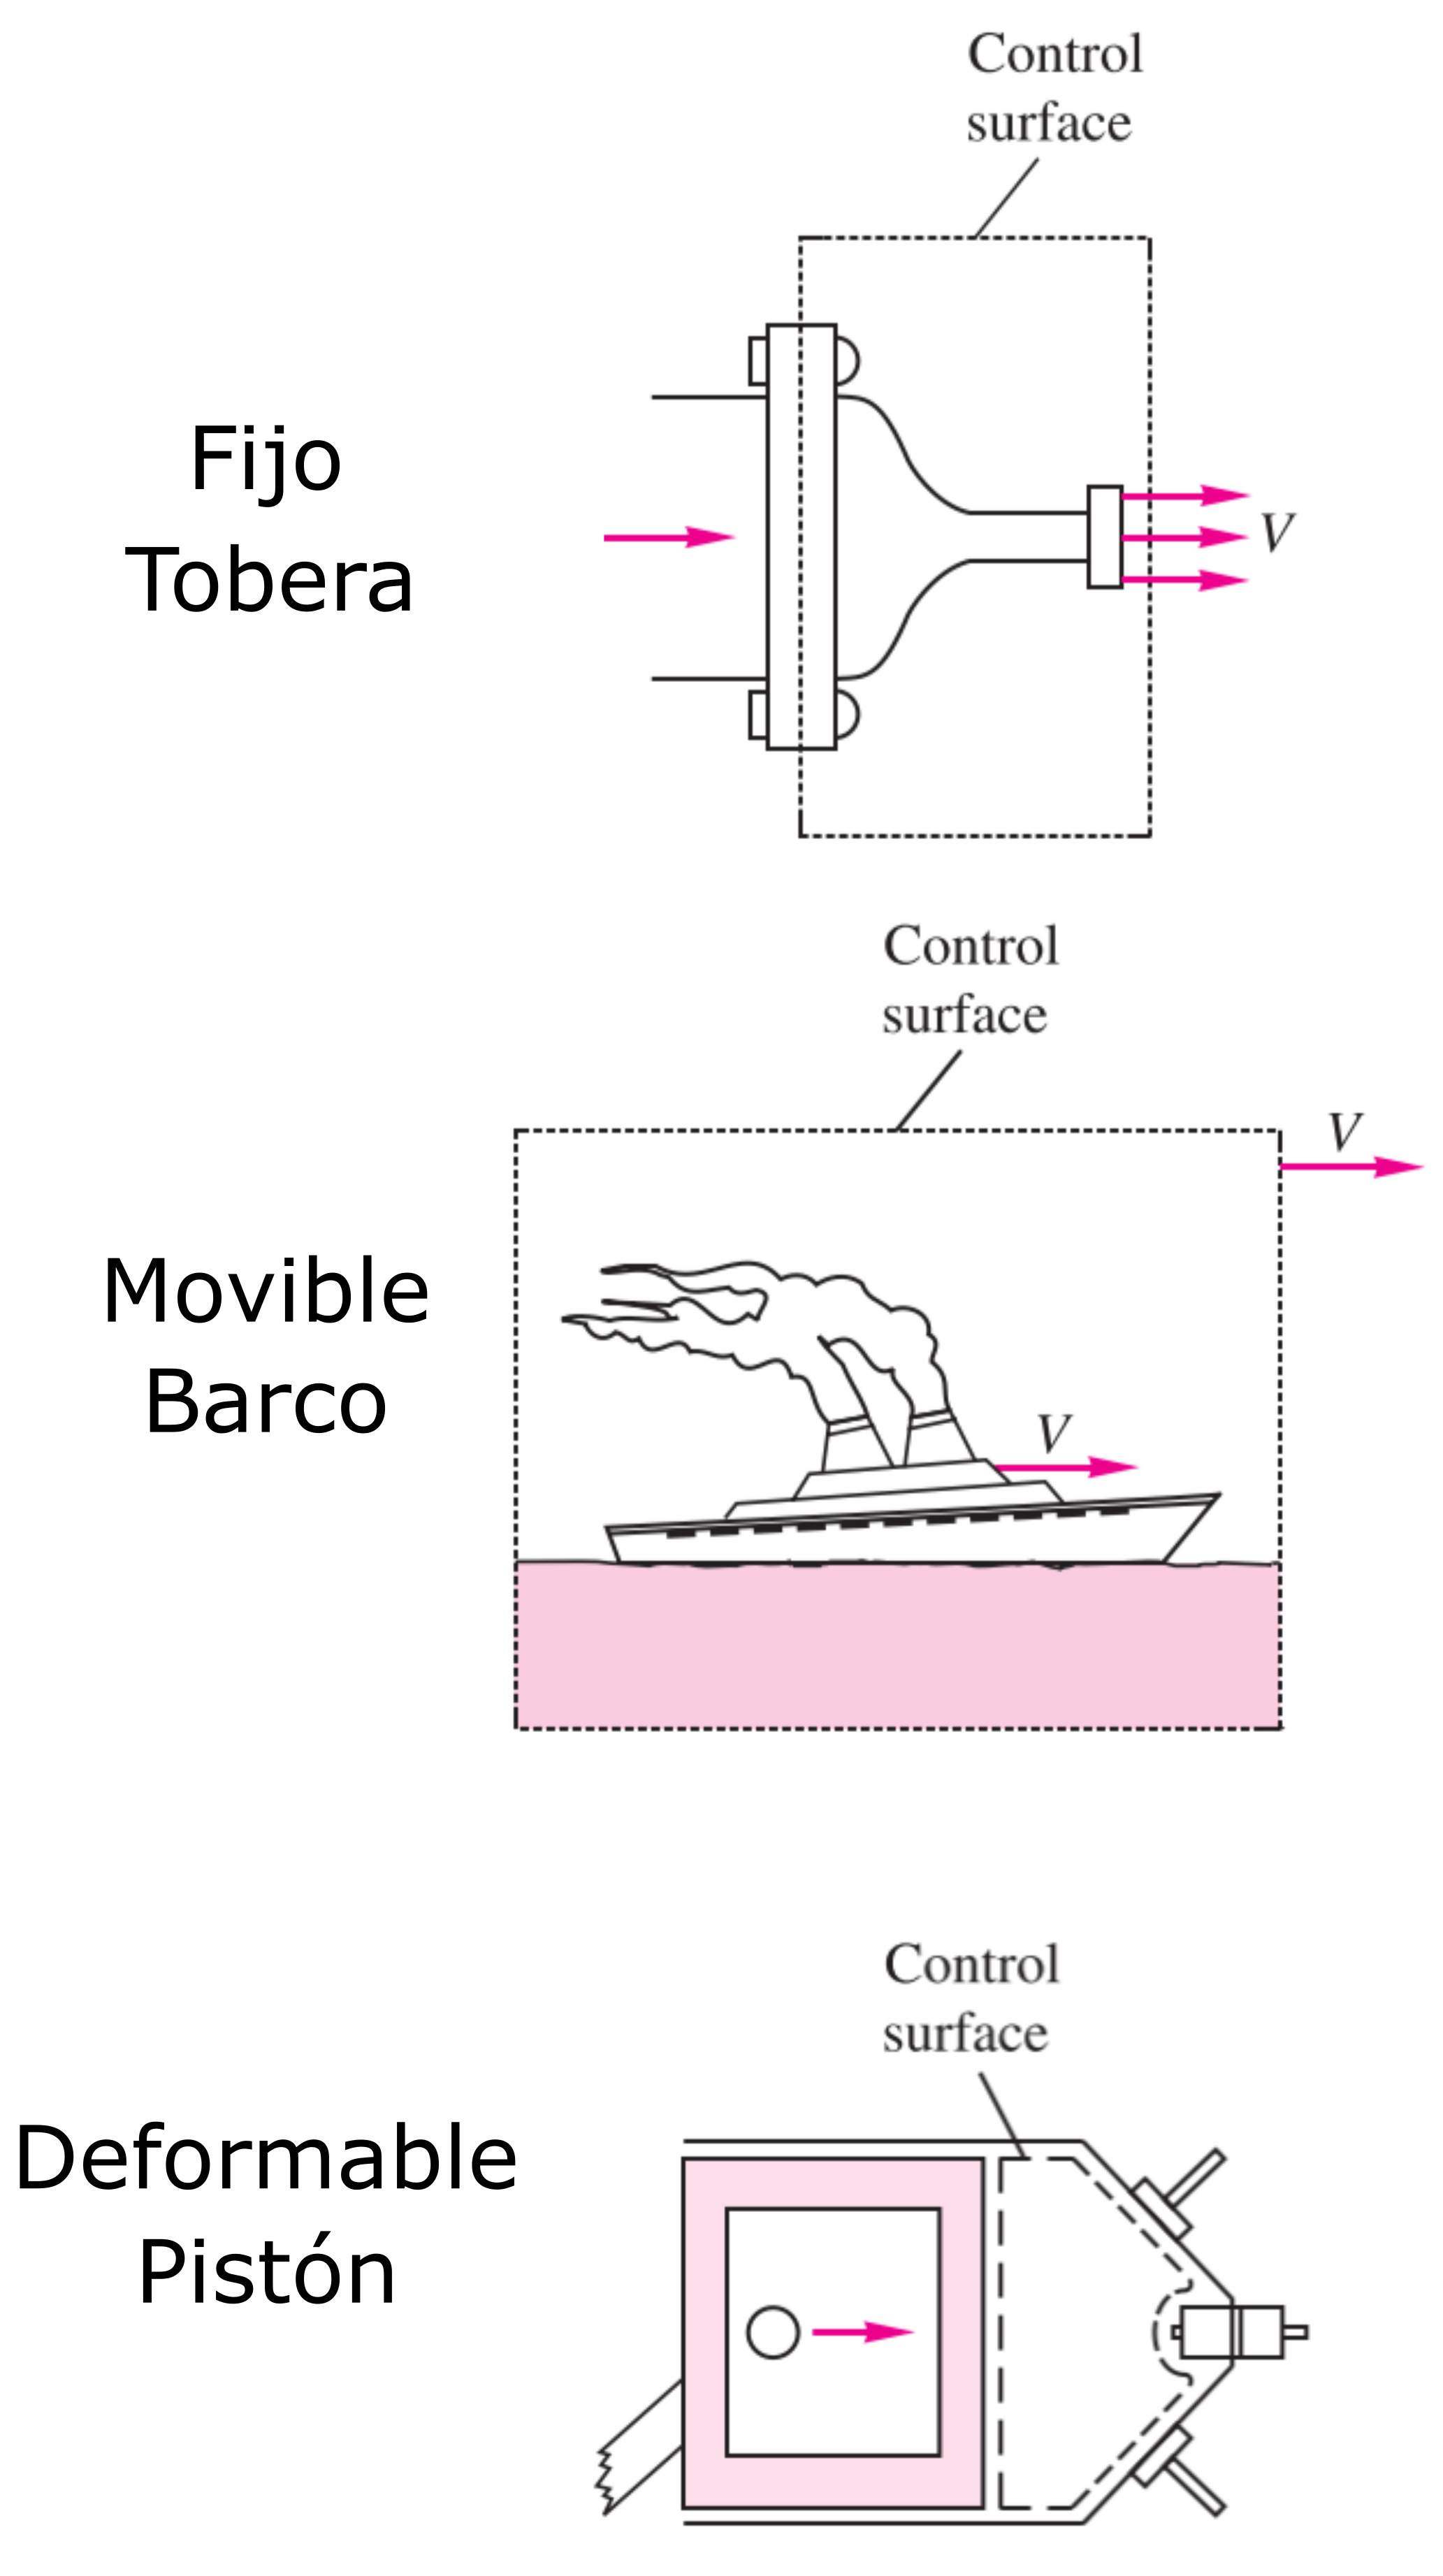 Control
surface
Fijo
Tobera
V
Control
surface
V
Movible
Barco
V
Control
surface
Deformable
Pistón